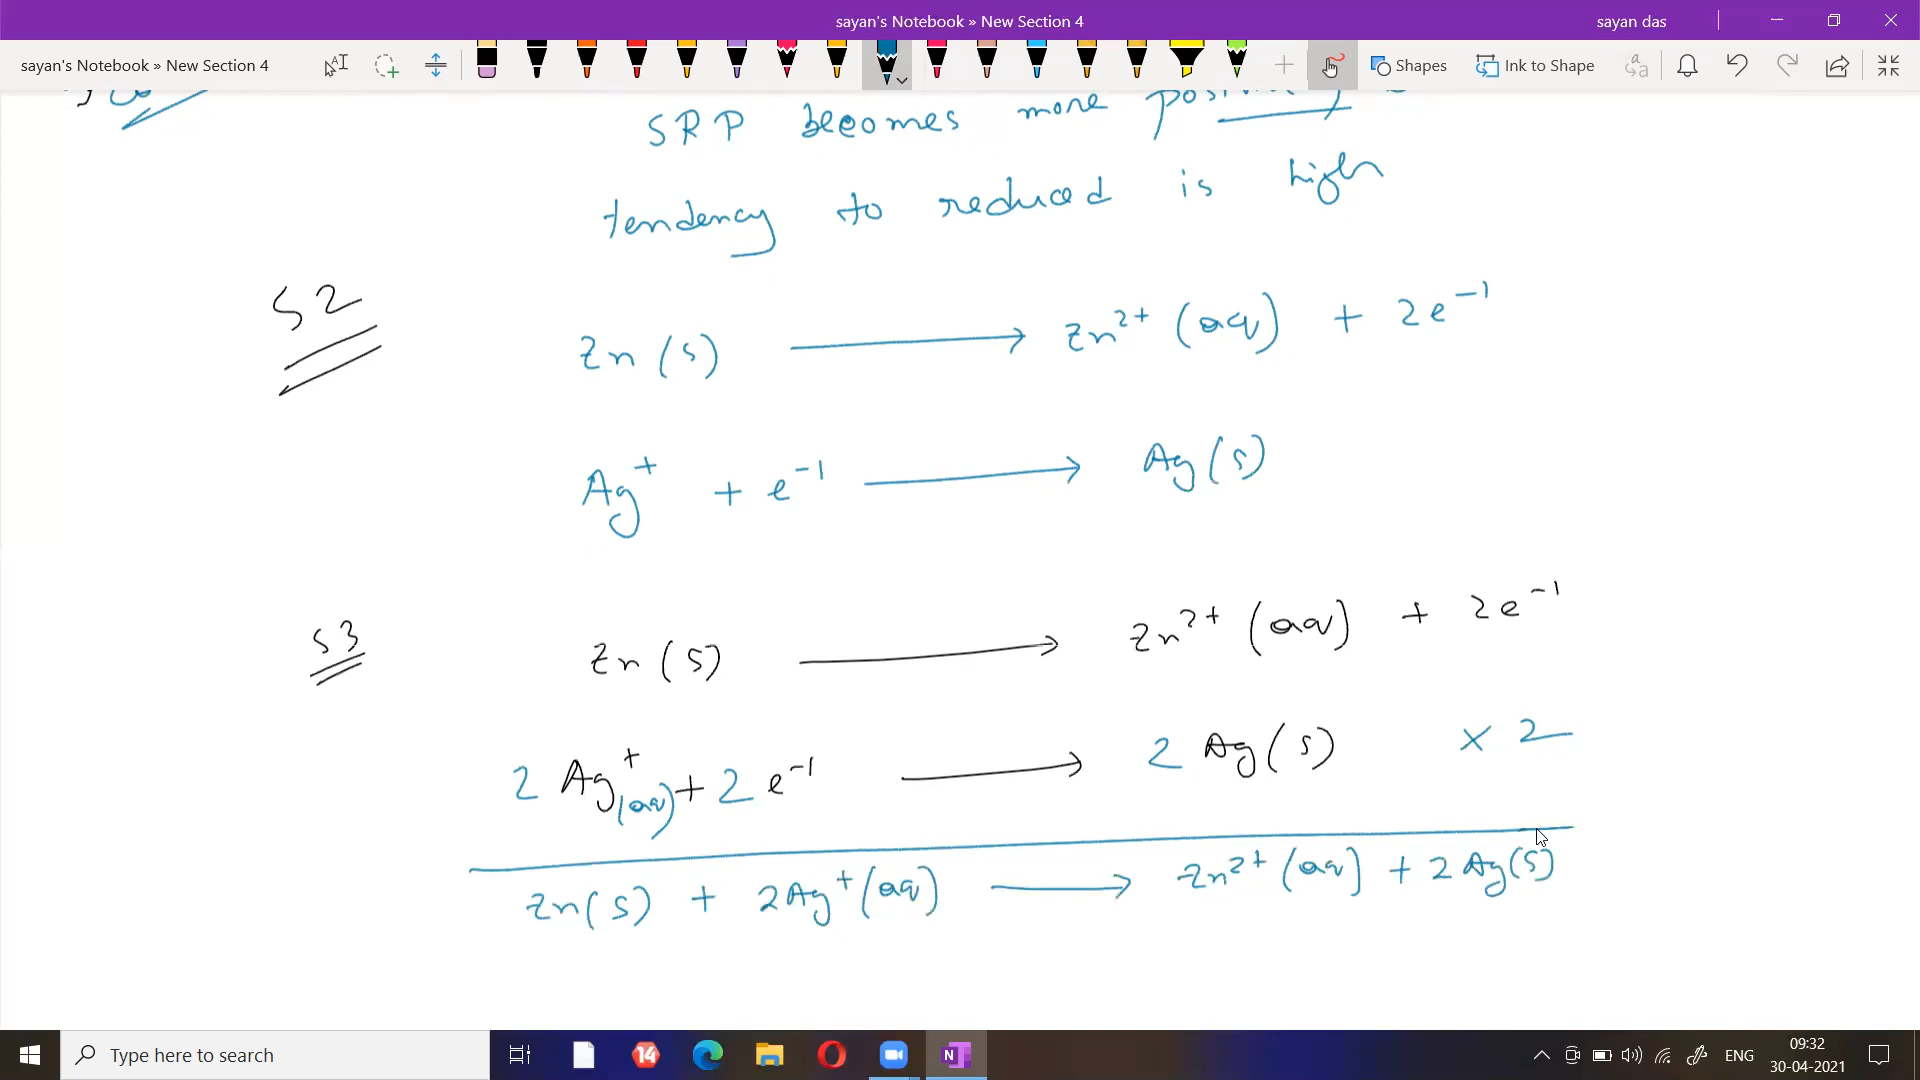 sayan's Notebook » New Section 4
sayan das
sayan's Notebook » New Section 4
Shapes
Ink to Shape
SRP becomes more
tendency to reduced is high
S2
Zn (s) ⟶ Zn²⁺ (aq) + 2e⁻¹
Ag⁺ + e⁻¹ ⟶ Ag (s)
S3
Zn (s) ⟶ Zn²⁺ (aq) + 2e⁻¹
2 Ag⁺(aq) + 2 e⁻¹ ⟶ 2 Ag (s) × 2
Zn(s) + 2Ag⁺(aq) ⟶ Zn²⁺ (aq) + 2 Ag(s)
Type here to search
14
N
ENG
09:32
30-04-2021